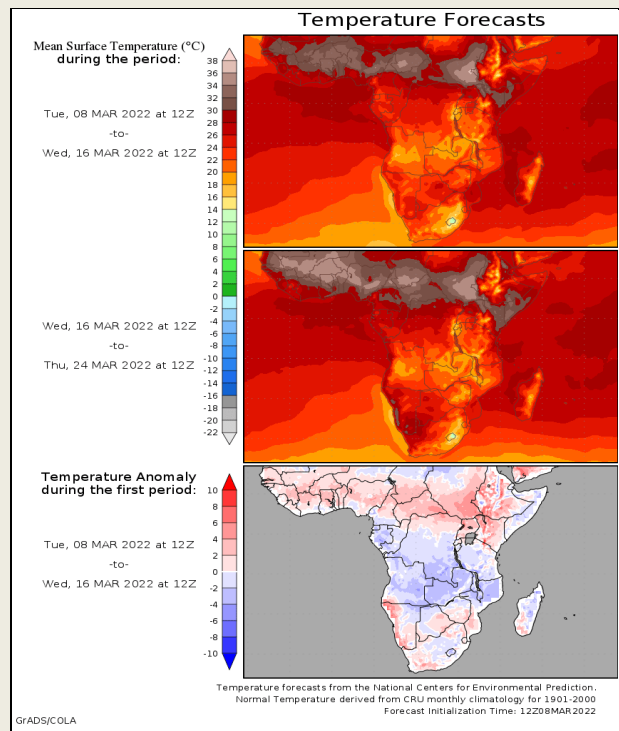 Temperature Forecasts
Mean Surface Temperature (°C)
during the period:
Tue, 08 MAR 2022 at 12Z
-to-
Wed, 16 MAR 2022 at 12Z
38
36
34
32
30
28
26
24
22
20
18
16
14
12
10
8
6
4
2
0
-2
-4
-6
-8
-10
-12
-14
-16
-18
-20
-22
Wed, 16 MAR 2022 at 12Z
-to-
Thu, 24 MAR 2022 at 12Z
Temperature Anomaly
during the first period:
Tue, 08 MAR 2022 at 12Z
-to-
Wed, 16 MAR 2022 at 12Z
10
8
6
4
2
0
-2
-4
-6
-8
-10
Temperature forecasts from the National Centers for Environmental Prediction.
Normal Temperature derived from CRU monthly climatology for 1901-2000
Forecast Initialization Time: 12Z08MAR2022
GrADS/COLA